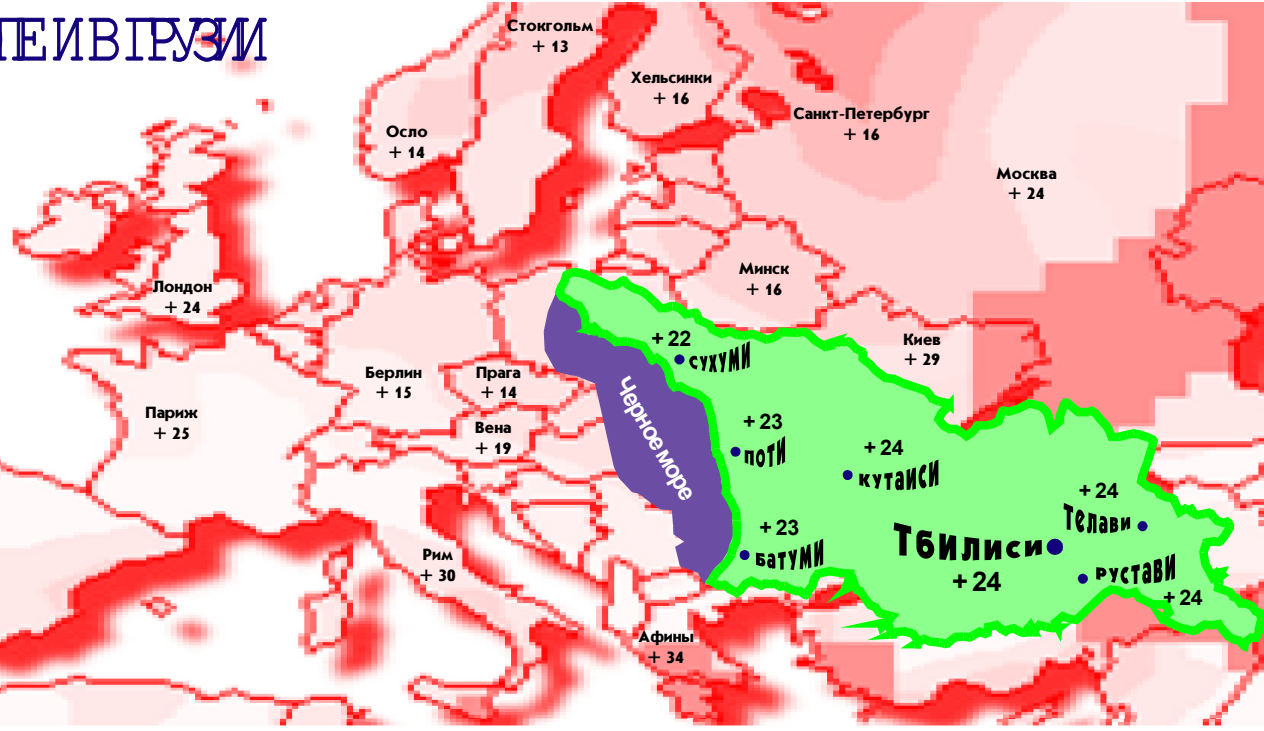 И В ГРУЗИИ
Стокгольм
+ 13
Хельсинки
+ 16
Санкт-Петербург
+ 16
Осло
+ 14
Москва
+ 24
Минск
+ 16
Лондон
+ 24
Киев
+ 29
+ 22
СУХУМИ
Берлин
+ 15
Прага
+ 14
Париж
+ 25
Вена
+ 19
Черное море
+ 23
ПОТИ
+ 24
КУТАИСИ
+ 24
Телави
+ 23
БАТУМИ
Тбилиси
+ 24
РУСТАВИ
+ 24
Рим
+ 30
Афины
+ 34